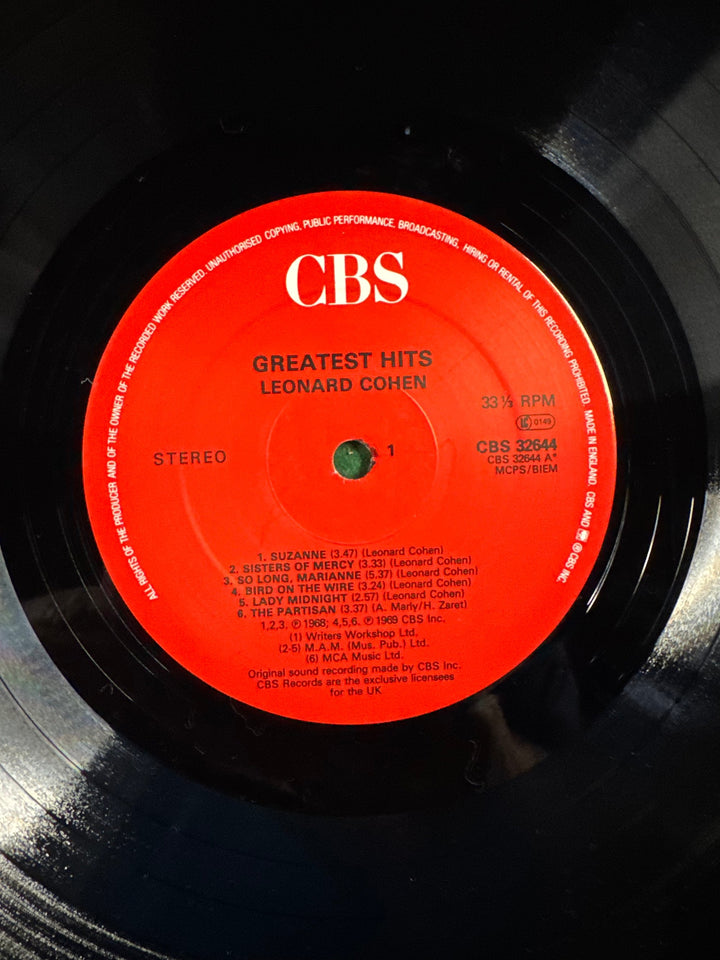 ALL RIGHTS OF THE PRODUCER AND OF THE OWNER OF THE RECORDED WORK RESERVED. UNAUTHORISED COPYING, PUBLIC PERFORMANCE, BROADCASTING, HIRING OR RENTAL OF THIS RECORDING PROHIBITED. MADE IN ENGLAND. CBS AND ℗ CBS INC.
CBS
GREATEST HITS
LEONARD COHEN
33⅓ RPM
LC 0149
STEREO
1
CBS 32644
CBS 32644 A*
MCPS/BIEM
1. SUZANNE (3.47) (Leonard Cohen)
2. SISTERS OF MERCY (3.33) (Leonard Cohen)
3. SO LONG, MARIANNE (5.37) (Leonard Cohen)
4. BIRD ON THE WIRE (3.24) (Leonard Cohen)
5. LADY MIDNIGHT (2.57) (Leonard Cohen)
6. THE PARTISAN (3.37) (A. Marly/H. Zaret)
1,2,3. ℗ 1968; 4,5,6. ℗ 1969 CBS Inc.
(1) Writers Workshop Ltd.
(2-5) M.A.M. (Mus. Pub.) Ltd.
(6) MCA Music Ltd.
Original sound recording made by CBS Inc.
CBS Records are the exclusive licensees
for the UK